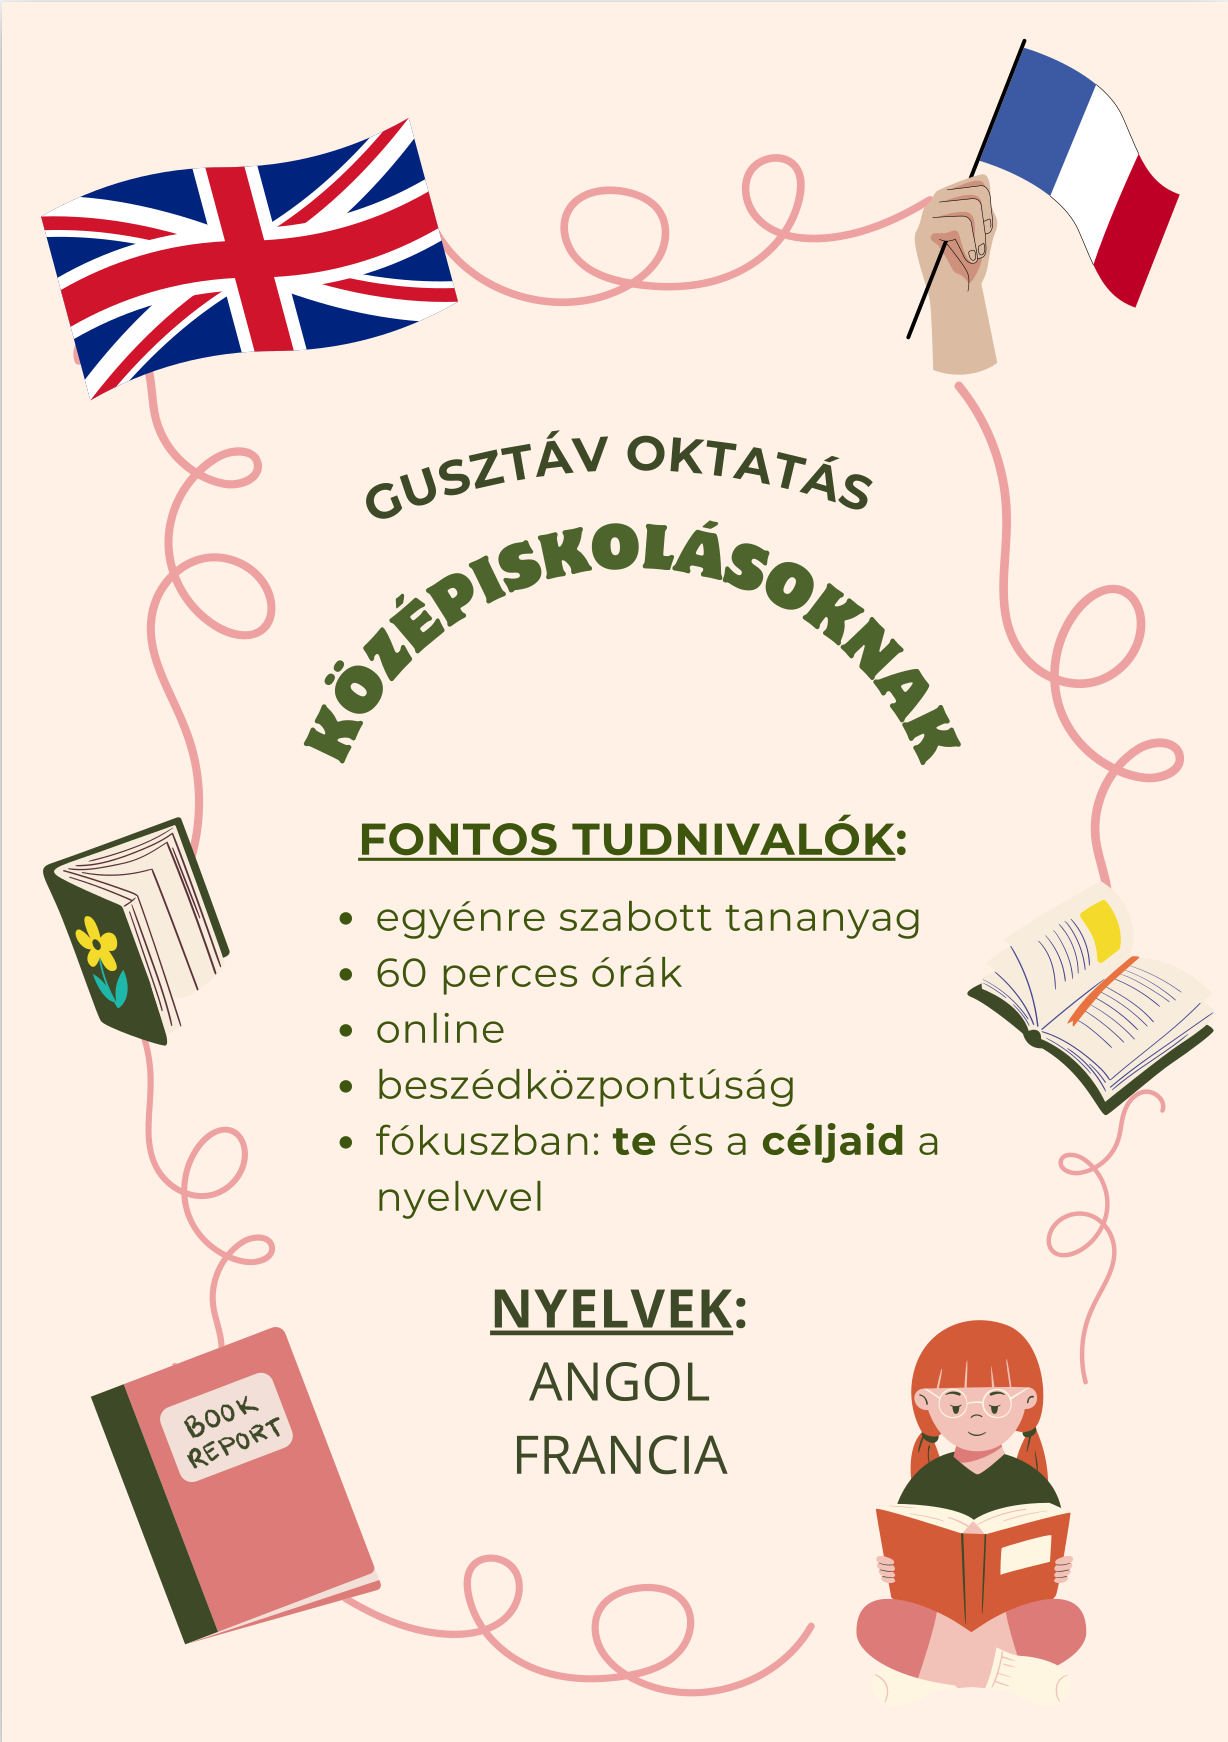 GUSZTÁV OKTATÁS
KÖZÉPISKOLÁSOKNAK
FONTOS TUDNIVALÓK:
• egyénre szabott tananyag
• 60 perces órák
• online
• beszédközpontúság
• fókuszban: te és a céljaid a
nyelvvel
NYELVEK:
ANGOL
FRANCIA
BOOK
REPORT